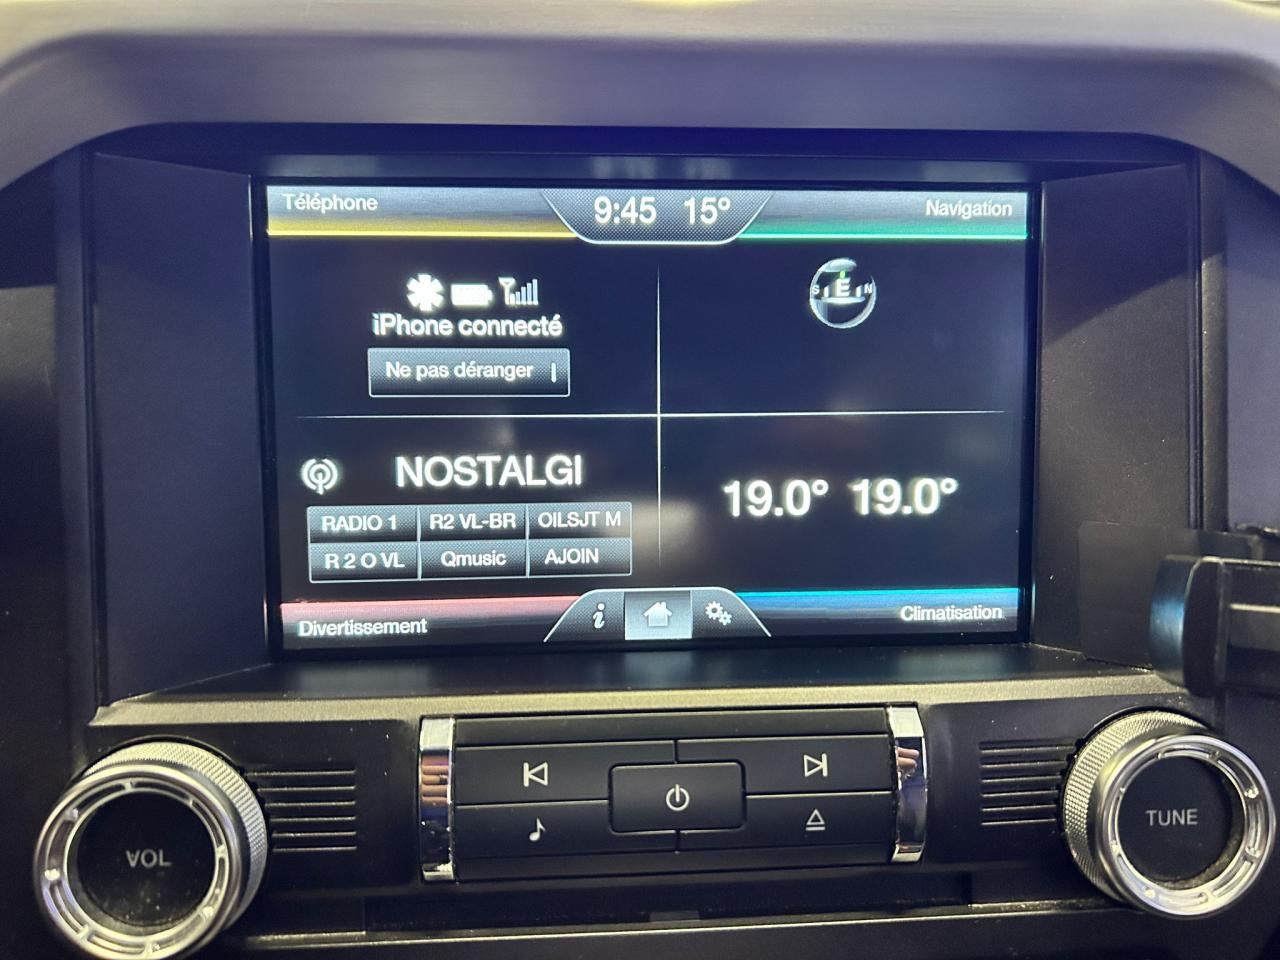 Téléphone
9:45 15°
Navigation
iPhone connecté
Ne pas déranger
S E N
NOSTALGI
RADIO 1 R2 VL-BR OILSJT M
R 2 O VL Qmusic AJOIN
19.0° 19.0°
Divertissement
i
Climatisation
VOL
TUNE